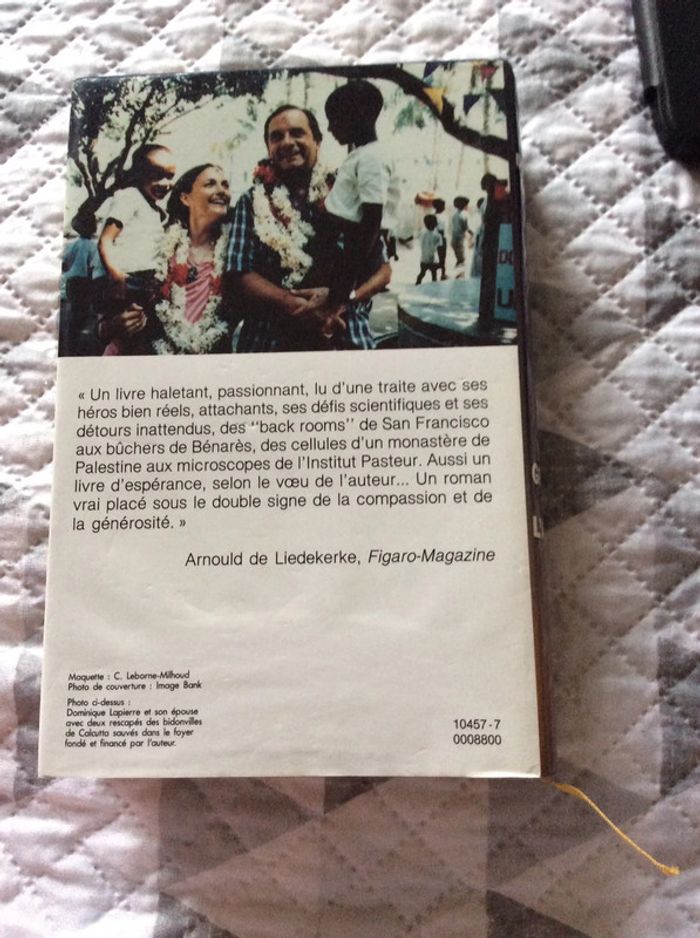 « Un livre haletant, passionnant, lu d'une traite avec ses
héros bien réels, attachants, ses défis scientifiques et ses
détours inattendus, des "back rooms" de San Francisco
aux bûchers de Bénarès, des cellules d'un monastère de
Palestine aux microscopes de l'Institut Pasteur. Aussi un
livre d'espérance, selon le vœu de l'auteur... Un roman
vrai placé sous le double signe de la compassion et de
la générosité. »
Arnould de Liedekerke, Figaro-Magazine
Maquette : C. Leborne-Milhoud
Photo de couverture : Image Bank
Photo ci-dessus :
Dominique Lapierre et son épouse
avec deux rescapés des bidonvilles
de Calcutta sauvés dans le foyer
fondé et financé par l'auteur.
10457-7
0008800